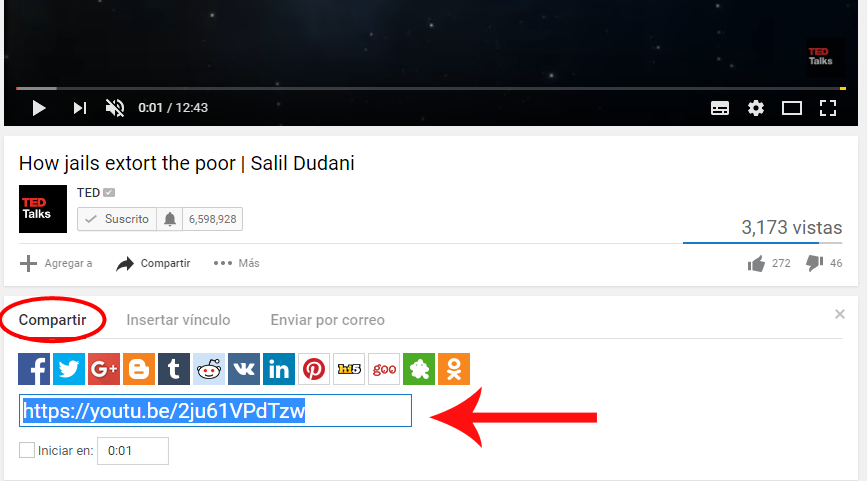 TED
Talks
0:01 / 12:43
How jails extort the poor | Salil Dudani
TED
Talks
TED
Suscrito 6,598,928
3,173 vistas
Agregar a Compartir Más 272 46
Compartir Insertar vínculo Enviar por correo
f G+ B t vk in hi5 goo
https://youtu.be/2ju61VPdTzw
Iniciar en: 0:01